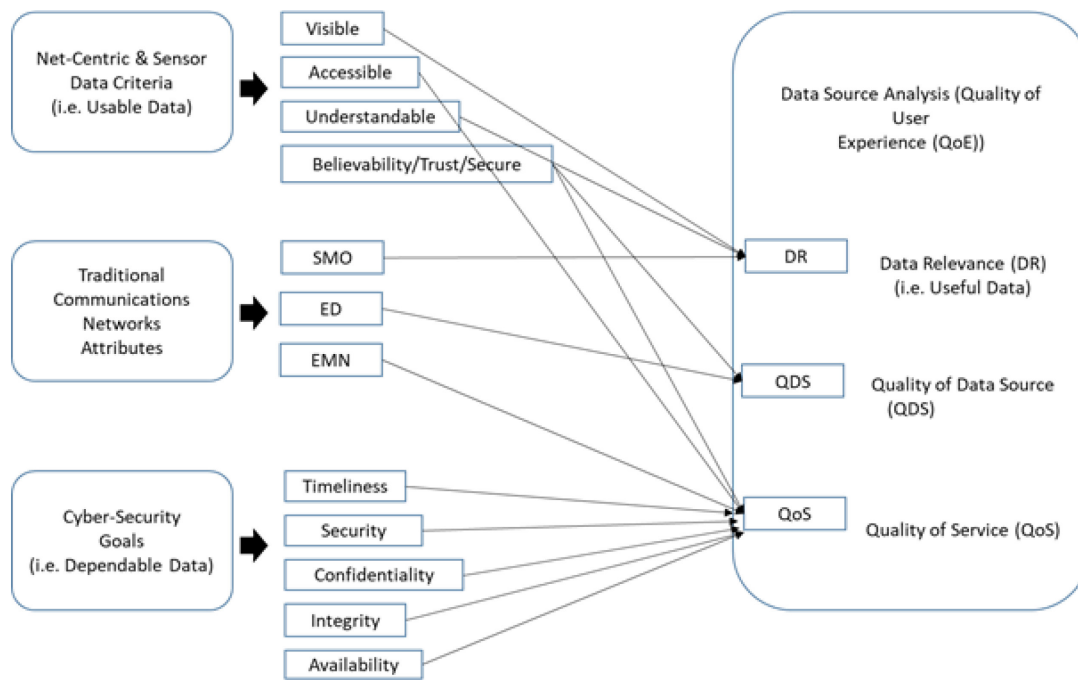 Net-Centric & Sensor
Data Criteria
(i.e. Usable Data)
Visible
Accessible
Understandable
Believability/Trust/Secure
Traditional
Communications
Networks
Attributes
SMO
ED
EMN
Cyber-Security
Goals
(i.e. Dependable Data)
Timeliness
Security
Confidentiality
Integrity
Availability
Data Source Analysis (Quality of
User
Experience (QoE))
DR
Data Relevance (DR)
(i.e. Useful Data)
QDS
Quality of Data Source
(QDS)
QoS
Quality of Service (QoS)